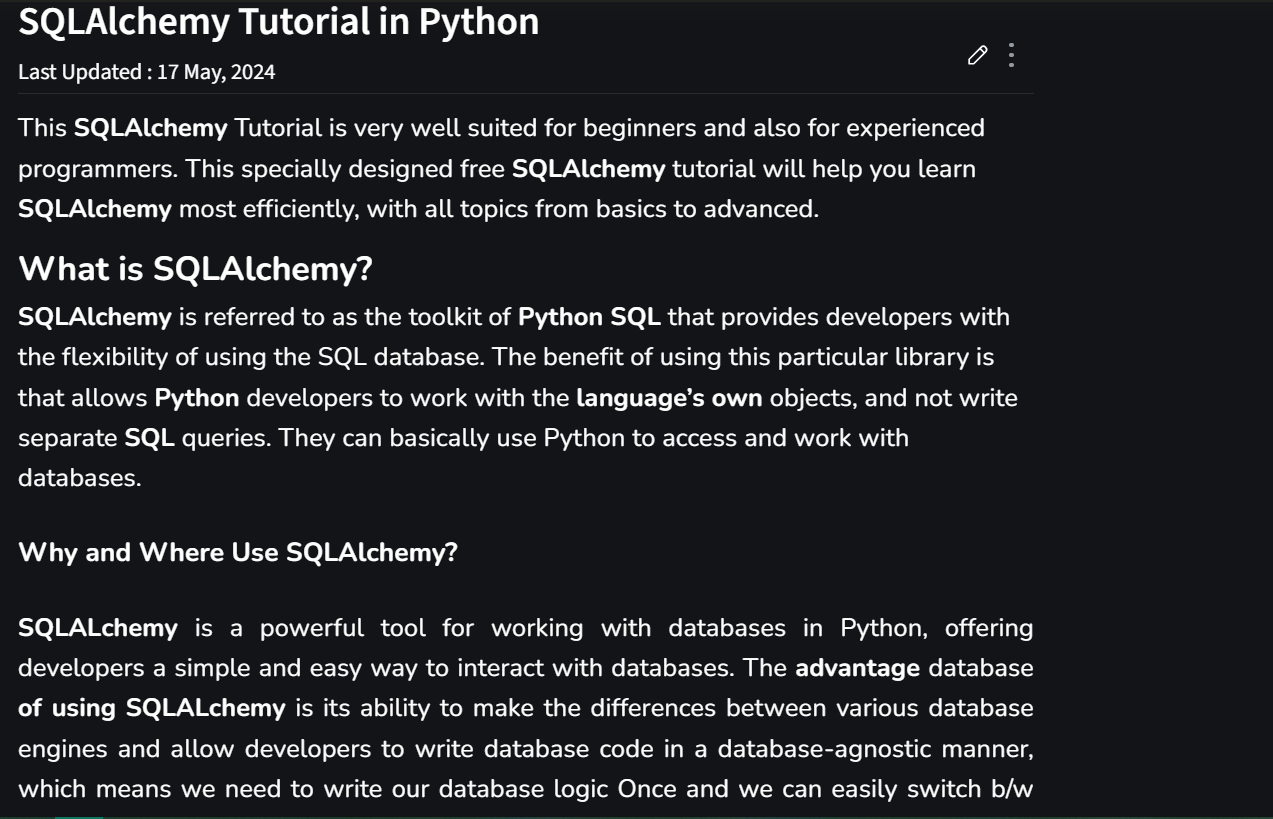 SQLAlchemy Tutorial in Python
Last Updated : 17 May, 2024
This SQLAlchemy Tutorial is very well suited for beginners and also for experienced
programmers. This specially designed free SQLAlchemy tutorial will help you learn
SQLAlchemy most efficiently, with all topics from basics to advanced.
What is SQLAlchemy?
SQLAlchemy is referred to as the toolkit of Python SQL that provides developers with
the flexibility of using the SQL database. The benefit of using this particular library is
that allows Python developers to work with the language’s own objects, and not write
separate SQL queries. They can basically use Python to access and work with
databases.
Why and Where Use SQLAlchemy?
SQLALchemy is a powerful tool for working with databases in Python, offering
developers a simple and easy way to interact with databases. The advantage database
of using SQLALchemy is its ability to make the differences between various database
engines and allow developers to write database code in a database-agnostic manner,
which means we need to write our database logic Once and we can easily switch b/w